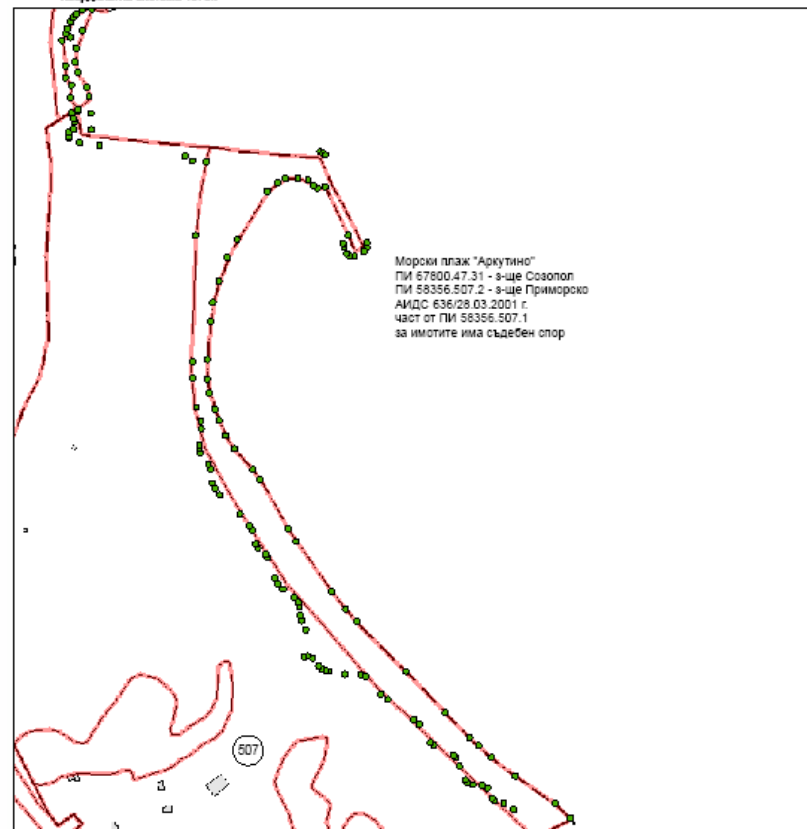 Морски плаж "Аркутино"
ПИ 67800.47.31 - з-ще Созопол
ПИ 58356.507.2 - з-ще Приморско
АИДС 636/28.03.2001 г.
част от ПИ 58356.507.1
за имотите има съдебен спор
507